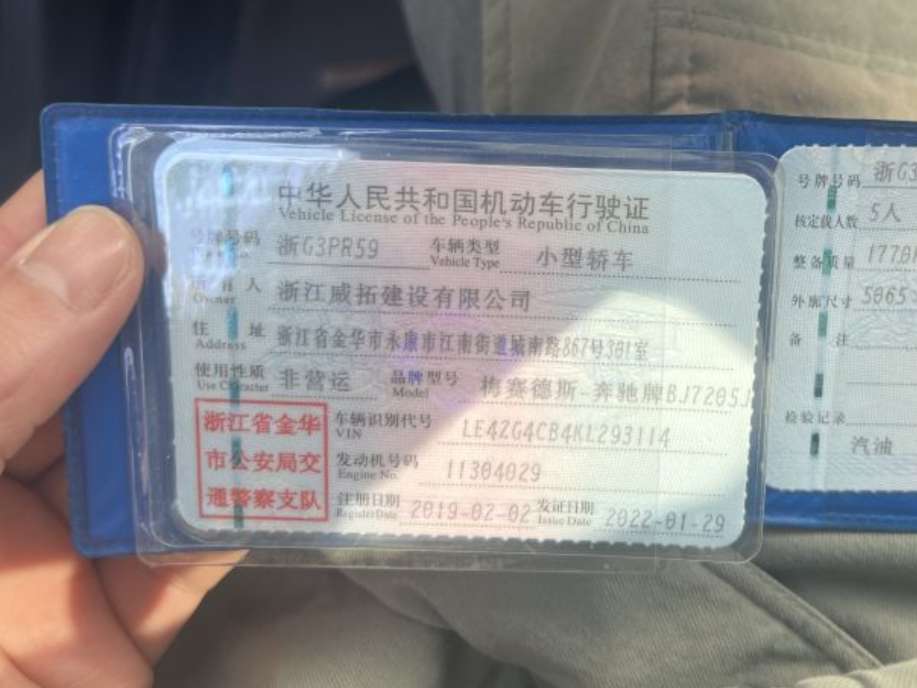 中华人民共和国机动车行驶证
Vehicle License of the People's Republic of China
号牌号码 浙G3PR59 车辆类型 小型轿车
Vehicle Type
人 浙江威拓建设有限公司
Owner
住 址 浙江省金华市永康市江南街道城南路867号301室
Address
使用性质 非营运 品牌型号 梅赛德斯-奔驰牌BJ7205J
Use Character Model
浙江省金华
市公安局交
通警察支队
车辆识别代号 LE4ZG4CB4KL293114
VIN
发动机号码 11304029
Engine No.
注册日期 2019-02-02 发证日期 2022-01-29
Register Date Issue Date
号牌号码 浙G3
核定载人数 5人
整备质量 1770
外廓尺寸 5065
备 注
检验记录
汽油